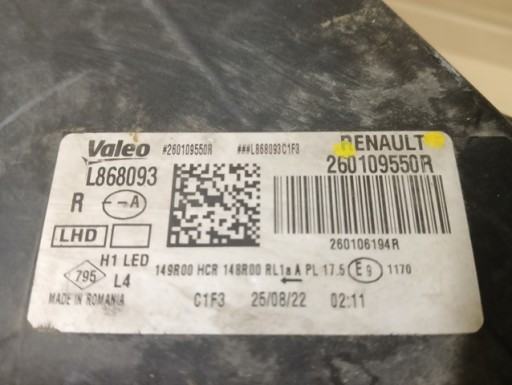 Valeo #260109550R ###L868093C1F3 RENAULT
L868093 260109550R
R --A
LHD
260106194R
H1 LED
795 L4 149R00 HCR 148R00 RL1a A PL 17.5 E9 1170
MADE IN ROMANIA C1F3 25/08/22 02:11